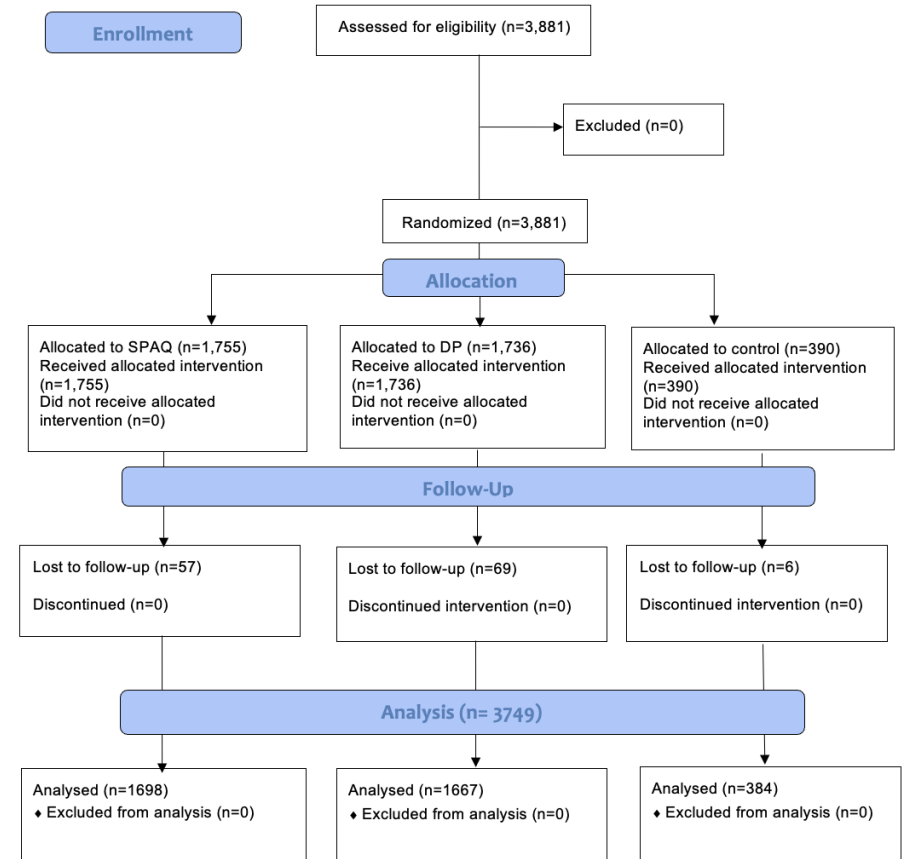 Enrollment
Assessed for eligibility (n=3,881)
Excluded (n=0)
Randomized (n=3,881)
Allocation
Allocated to SPAQ (n=1,755)
Received allocated intervention
(n=1,755)
Did not receive allocated
intervention (n=0)
Allocated to DP (n=1,736)
Receive allocated intervention
(n=1,736)
Did not receive allocated
intervention (n=0)
Allocated to control (n=390)
Received allocated intervention
(n=390)
Did not receive allocated
intervention (n=0)
Follow-Up
Lost to follow-up (n=57)
Discontinued (n=0)
Lost to follow-up (n=69)
Discontinued intervention (n=0)
Lost to follow-up (n=6)
Discontinued intervention (n=0)
Analysis (n= 3749)
Analysed (n=1698)
♦ Excluded from analysis (n=0)
Analysed (n=1667)
♦ Excluded from analysis (n=0)
Analysed (n=384)
♦ Excluded from analysis (n=0)